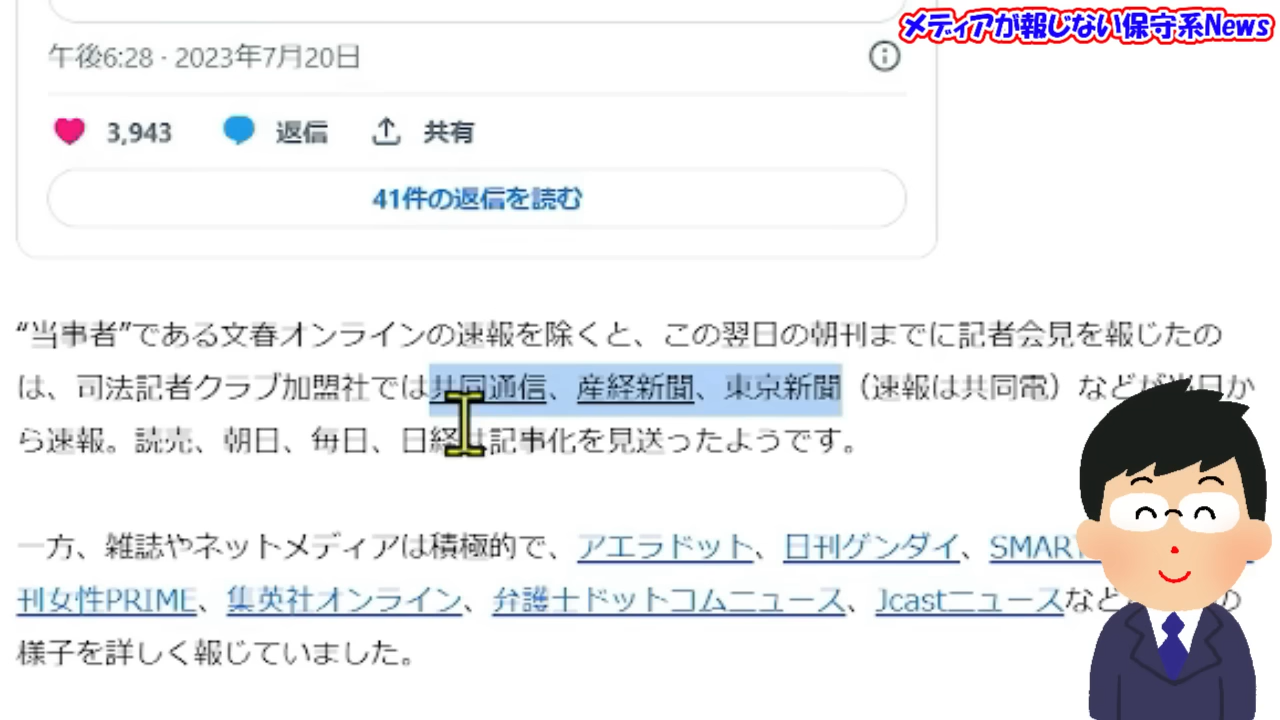 メディアが報じない保守系News
午後6:28 · 2023年7月20日
3,943 返信 共有
41件の返信を読む
“当事者”である文春オンラインの速報を除くと、この翌日の朝刊までに記者会見を報じたの
は、司法記者クラブ加盟社では共同通信、産経新聞、東京新聞（速報は共同電）などが当日か
ら速報。読売、朝日、毎日、日経は記事化を見送ったようです。
一方、雑誌やネットメディアは積極的で、アエラドット、日刊ゲンダイ、SMAR
刊女性PRIME、集英社オンライン、弁護士ドットコムニュース、Jcastニュースなど の
様子を詳しく報じていました。